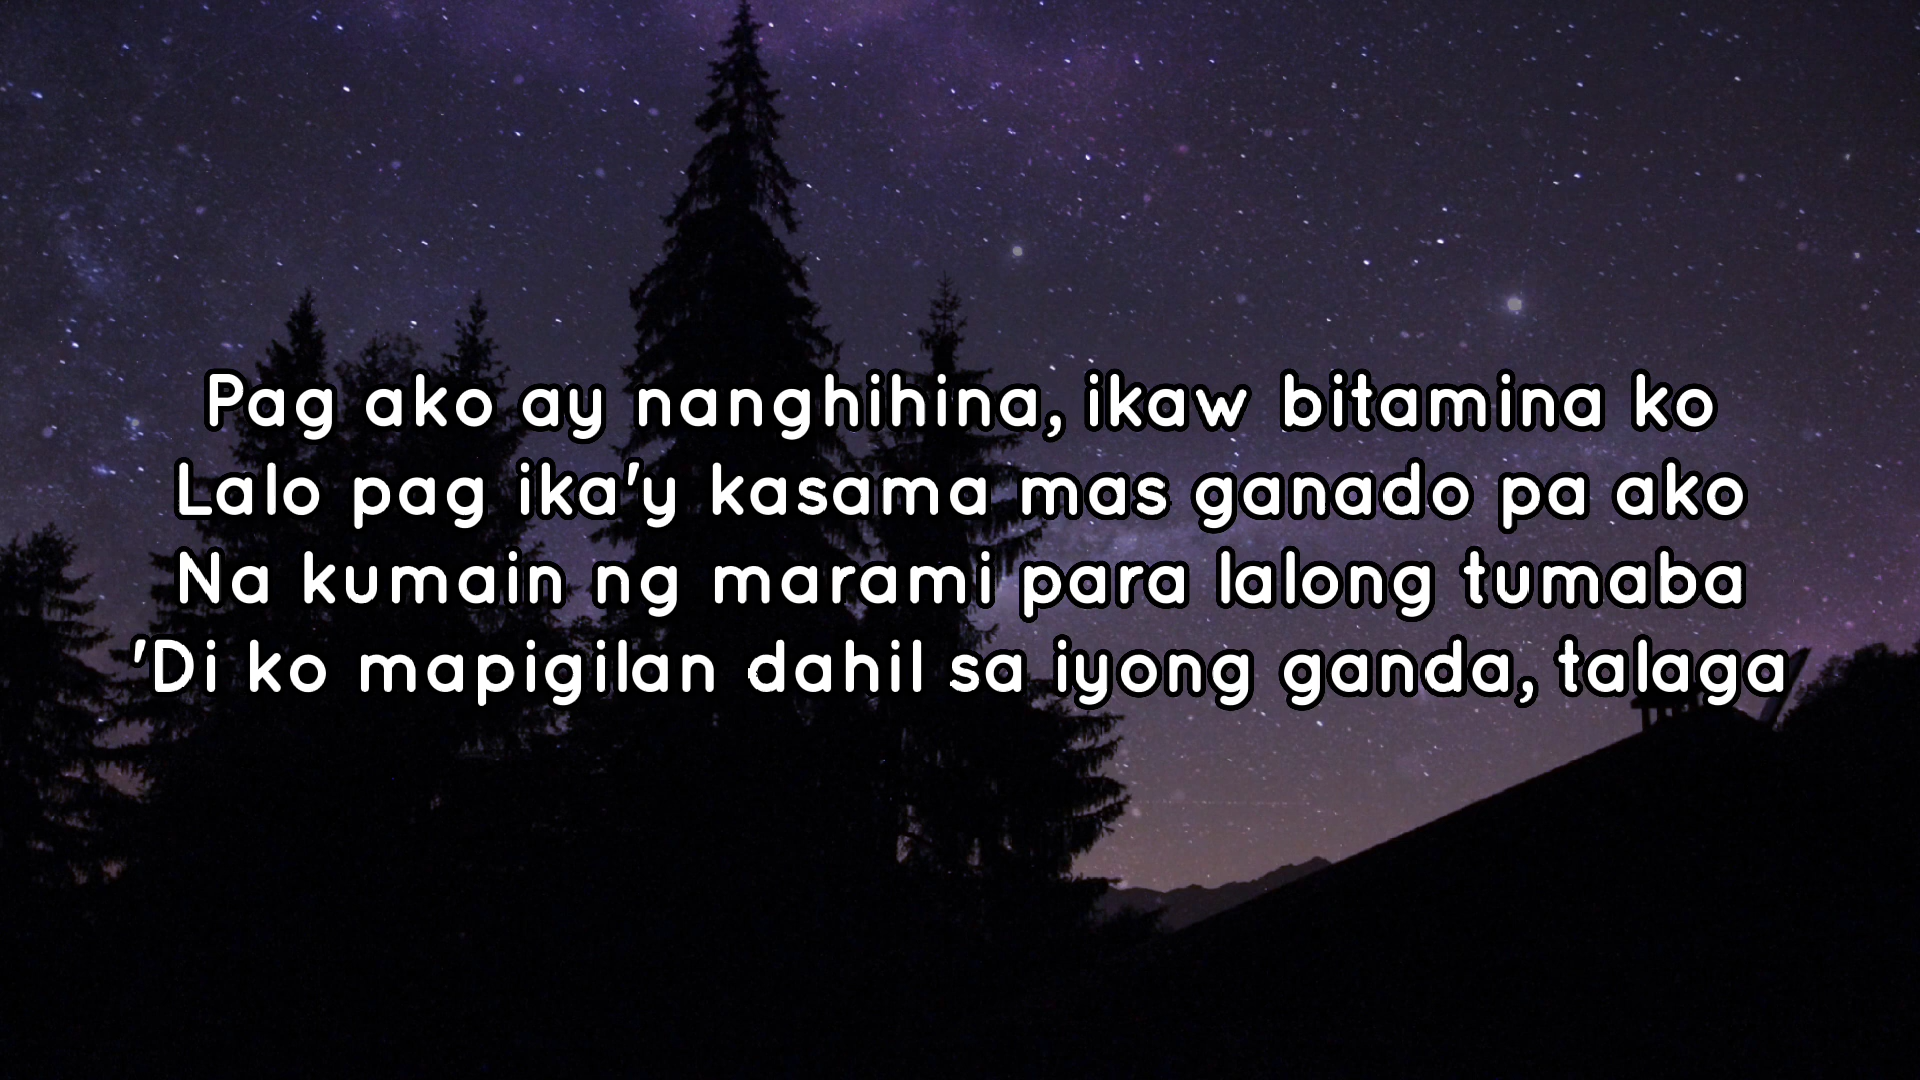 Pag ako ay nanghihina, ikaw bitamina ko
Lalo pag ika'y kasama mas ganado pa ako
Na kumain ng marami para lalong tumaba
'Di ko mapigilan dahil sa iyong ganda, talaga